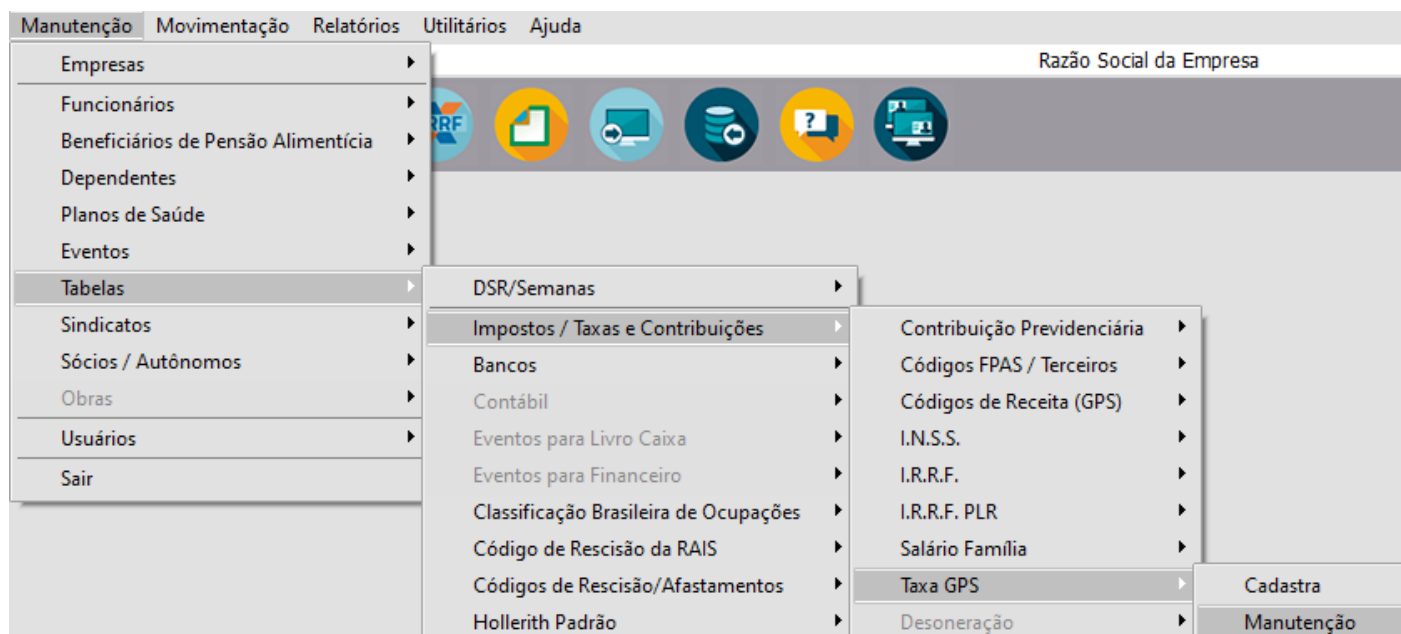 Manutenção Movimentação Relatórios Utilitários Ajuda
Razão Social da Empresa
Empresas
Funcionários
Beneficiários de Pensão Alimentícia
Dependentes
Planos de Saúde
Eventos
Tabelas
Sindicatos
Sócios / Autônomos
Obras
Usuários
Sair
RRF
?
DSR/Semanas
Impostos / Taxas e Contribuições
Bancos
Contábil
Eventos para Livro Caixa
Eventos para Financeiro
Classificação Brasileira de Ocupações
Código de Rescisão da RAIS
Códigos de Rescisão/Afastamentos
Hollerith Padrão
Contribuição Previdenciária
Códigos FPAS / Terceiros
Códigos de Receita (GPS)
I.N.S.S.
I.R.R.F.
I.R.R.F. PLR
Salário Família
Taxa GPS
Desoneração
Cadastra
Manutenção